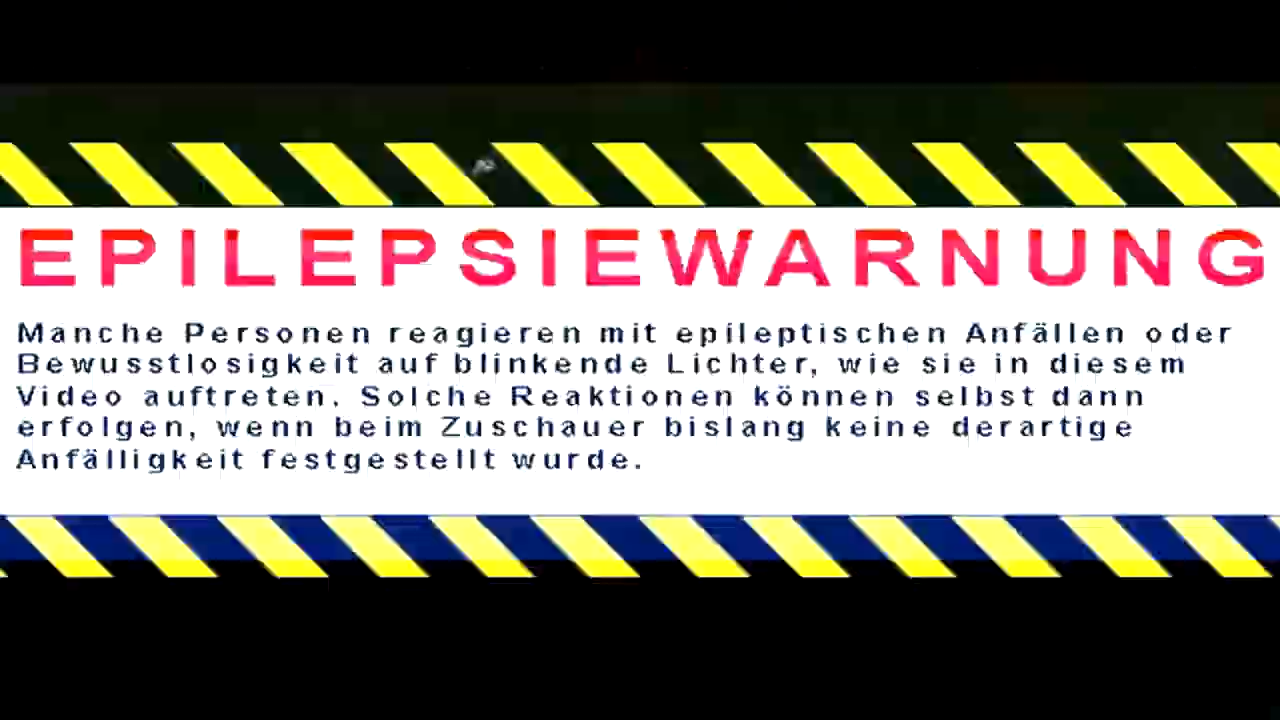 EPILEPSIEWARNUNG
Manche Personen reagieren mit epileptischen Anfällen oder
Bewusstlosigkeit auf blinkende Lichter, wie sie in diesem
Video auftreten. Solche Reaktionen können selbst dann
erfolgen, wenn beim Zuschauer bislang keine derartige
Anfälligkeit festgestellt wurde.